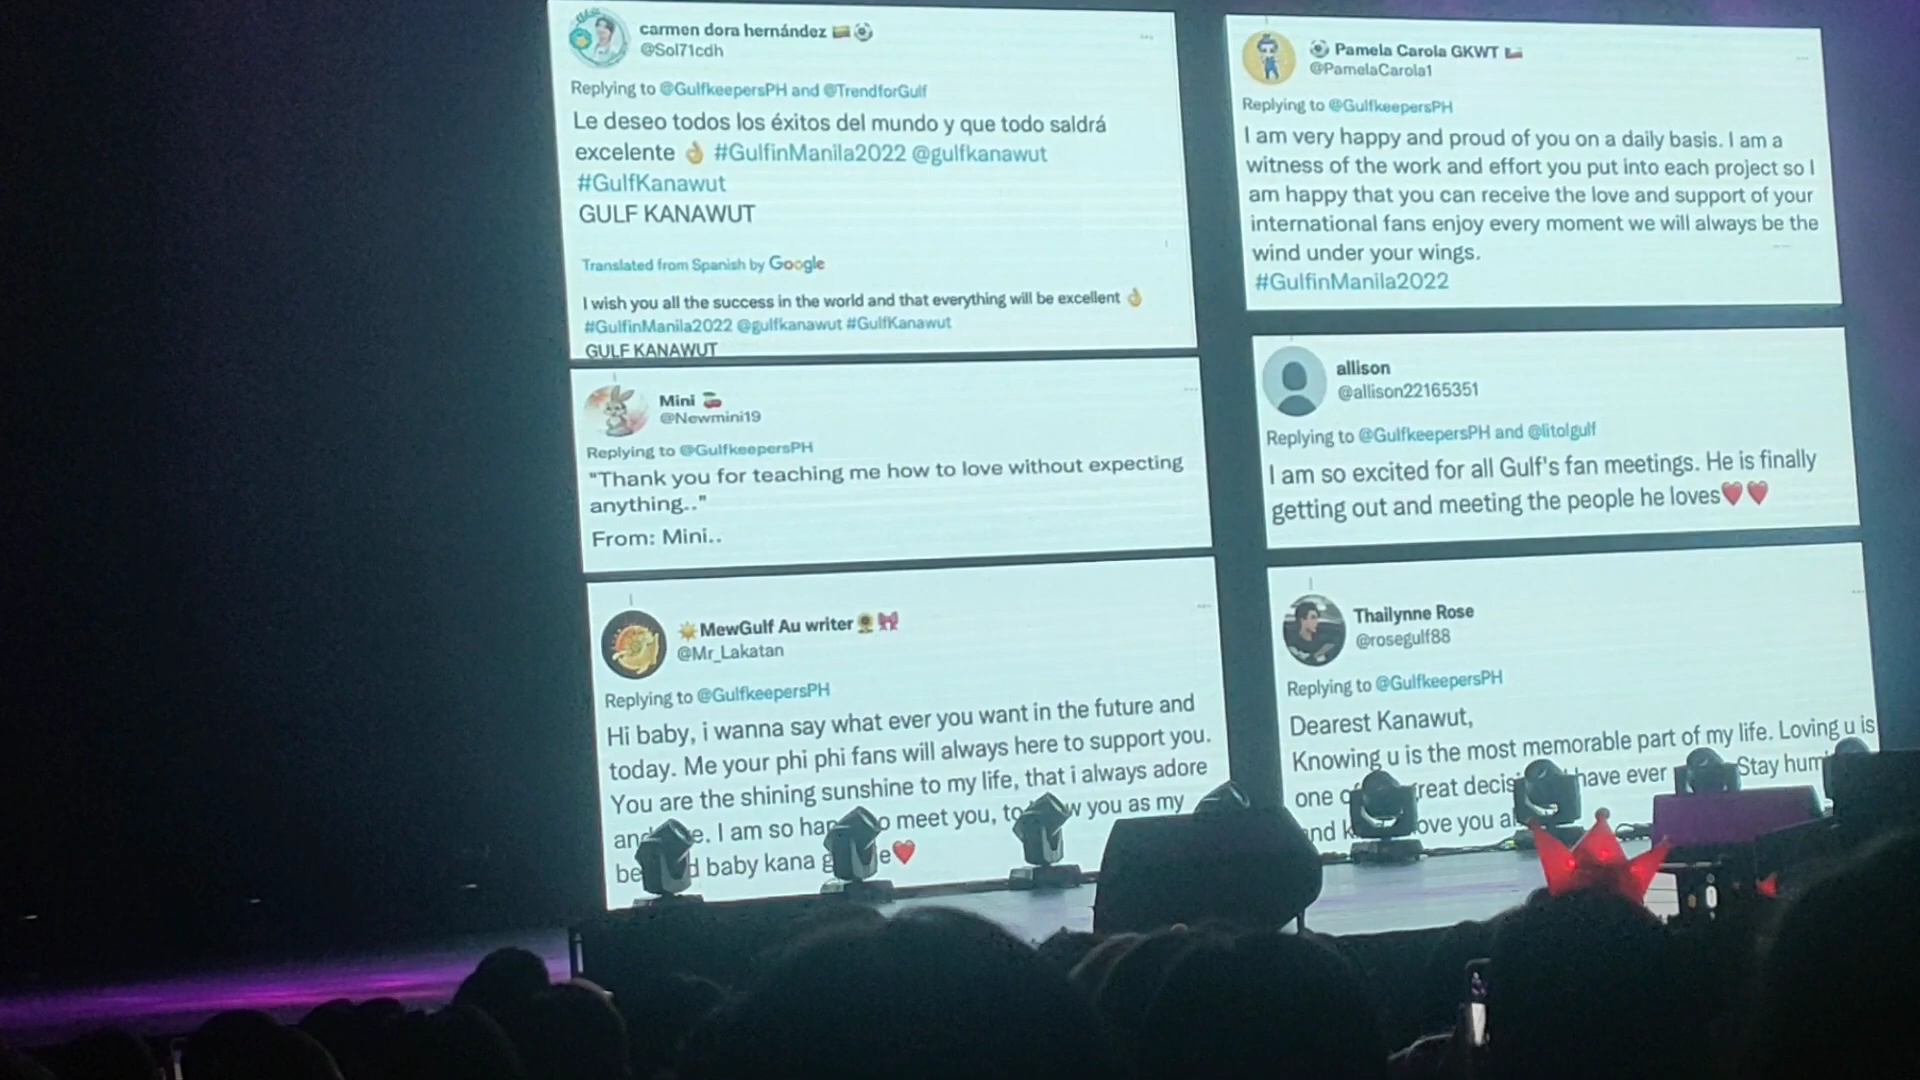 carmen dora hernández
@Sol71cdh
Replying to @GulfkeepersPH and @TrendforGulf
Le deseo todos los éxitos del mundo y que todo saldrá
excelente 👌 #GulfinManila2022 @gulfkanawut
#GulfKanawut
GULF KANAWUT
Translated from Spanish by Google
I wish you all the success in the world and that everything will be excellent 👌
#GulfinManila2022 @gulfkanawut #GulfKanawut
GULF KANAWUT
Mini 🍒
@Newmini19
Replying to @GulfkeepersPH
"Thank you for teaching me how to love without expecting
anything.."
From: Mini..
MewGulf Au writer
@Mr_Lakatan
Replying to @GulfkeepersPH
Hi baby, i wanna say what ever you want in the future and
today. Me your phi phi fans will always here to support you.
You are the shining sunshine to my life, that i always adore
I am so o meet you, you as my
baby kana ❤️
⚽ Pamela Carola GKWT 🇨🇱
@PamelaCarola1
Replying to @GulfkeepersPH
I am very happy and proud of you on a daily basis. I am a
witness of the work and effort you put into each project so I
am happy that you can receive the love and support of your
international fans enjoy every moment we will always be the
wind under your wings.
#GulfinManila2022
allison
@allison22165351
Replying to @GulfkeepersPH and @litolgulf
I am so excited for all Gulf's fan meetings. He is finally
getting out and meeting the people he loves❤️❤️
Thailynne Rose
@rosegulf88
Replying to @GulfkeepersPH
Dearest Kanawut,
Knowing u is the most memorable part of my life. Loving u is
one have ever Stay
you